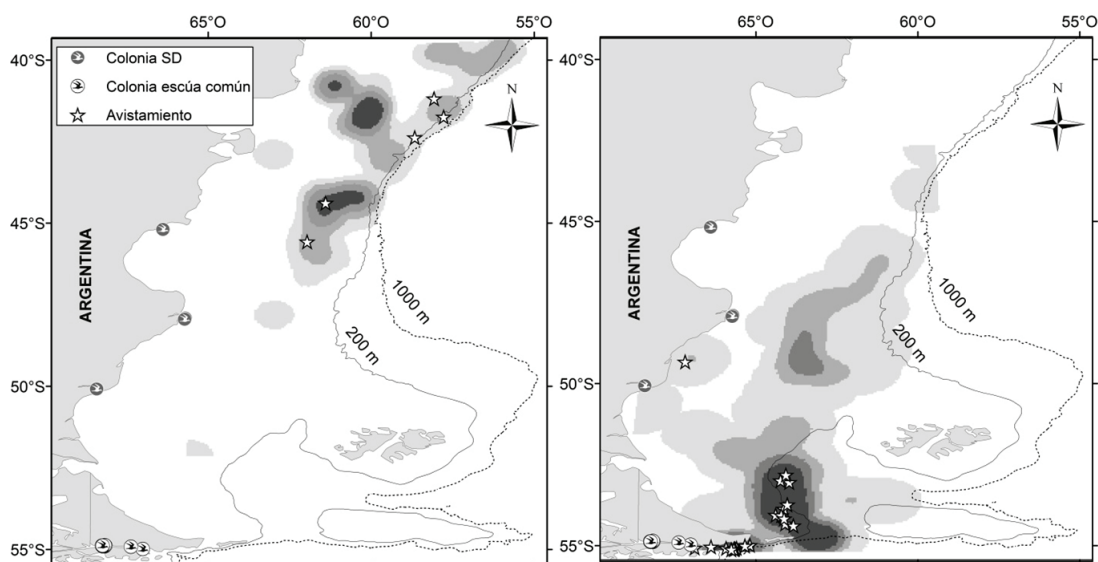 65°O 60°O 55°O 65°O 60°O 55°O
40°S 40°S
Colonia SD
Colonia escúa común
Avistamiento
N N
45°S 45°S
ARGENTINA ARGENTINA
1000 m 1000 m
200 m 200 m
50°S 50°S
55°S 55°S